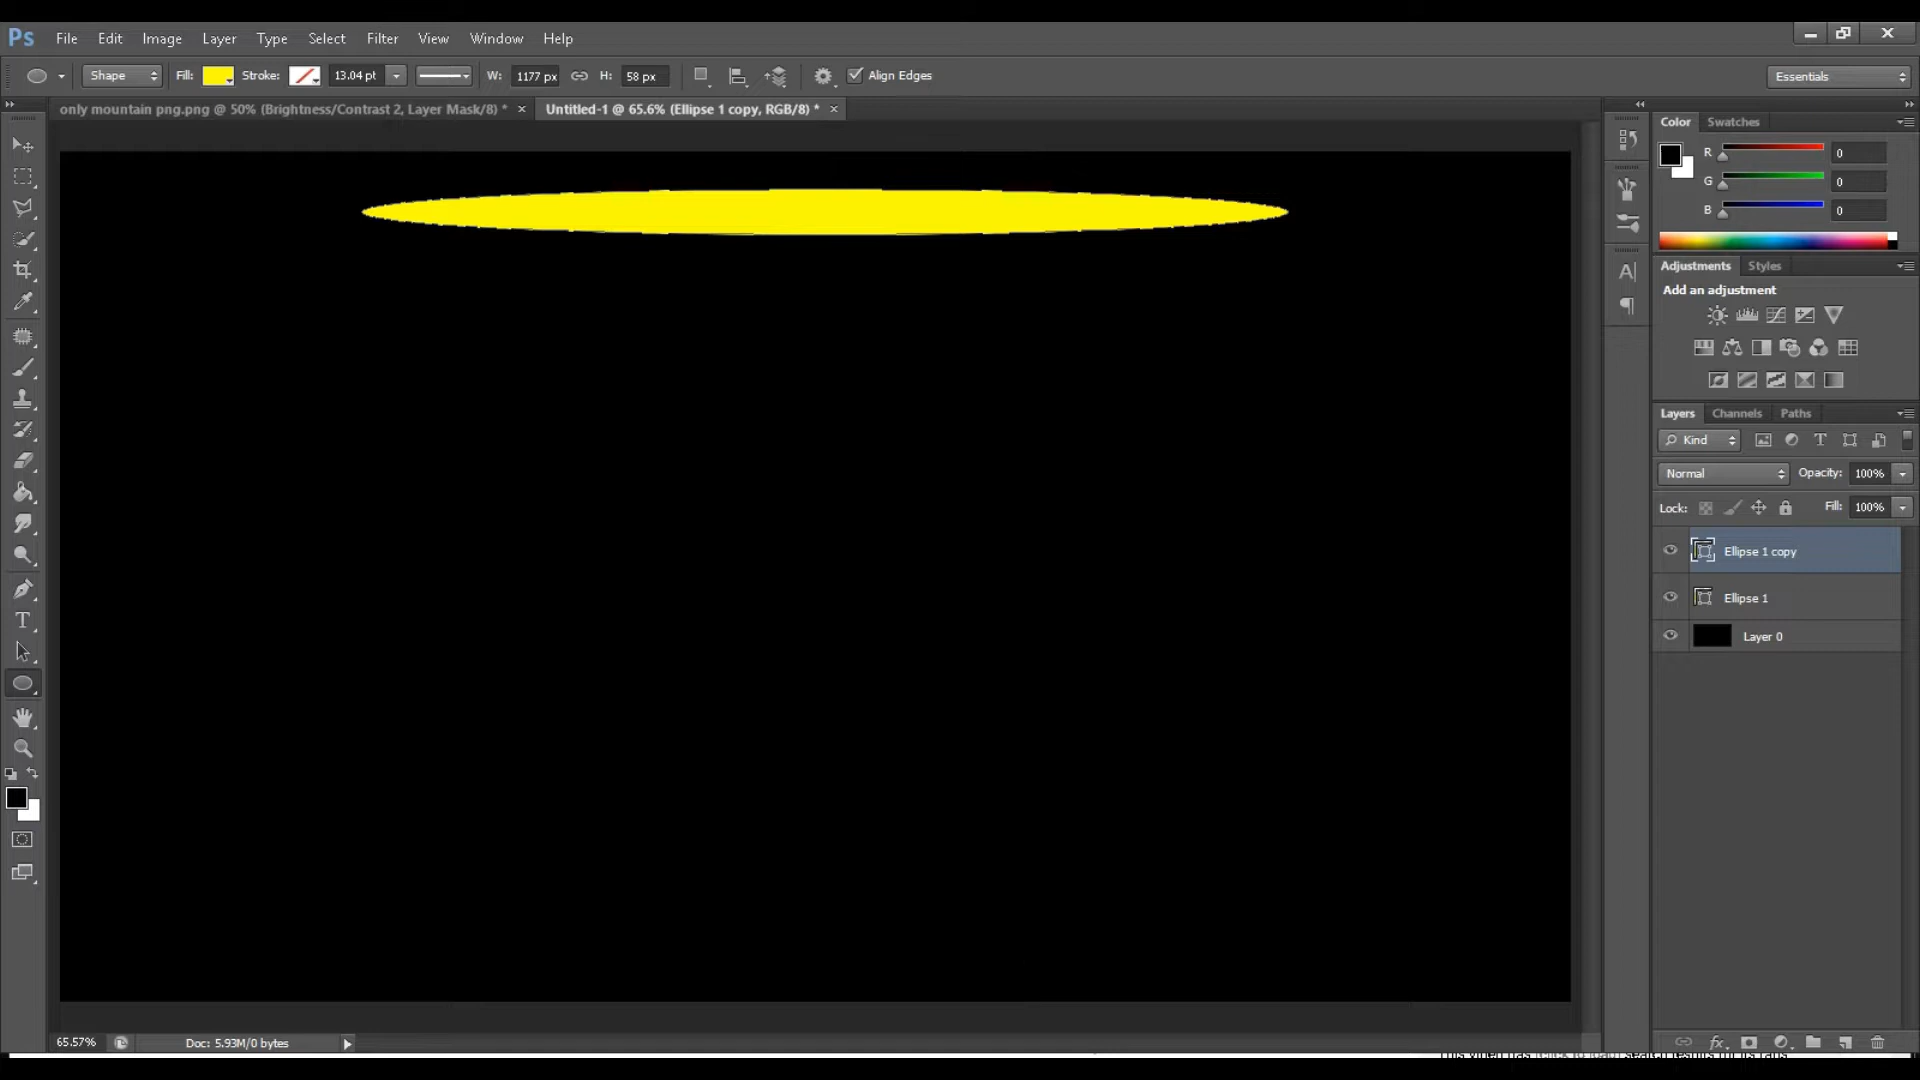 Ps File Edit Image Layer Type Select Filter View Window Help
Shape Fill: Stroke: 13.04 pt W: 1177 px H: 58 px Align Edges Essentials
only mountain png.png @ 50% (Brightness/Contrast 2, Layer Mask/8) * × Untitled-1 @ 65.6% (Ellipse 1 copy, RGB/8) * ×
Color Swatches
R 0
G 0
B 0
Adjustments Styles
Add an adjustment
Layers Channels Paths
Kind
Normal Opacity: 100%
Lock: Fill: 100%
Ellipse 1 copy
Ellipse 1
Layer 0
65.57% Doc: 5.93M/0 bytes